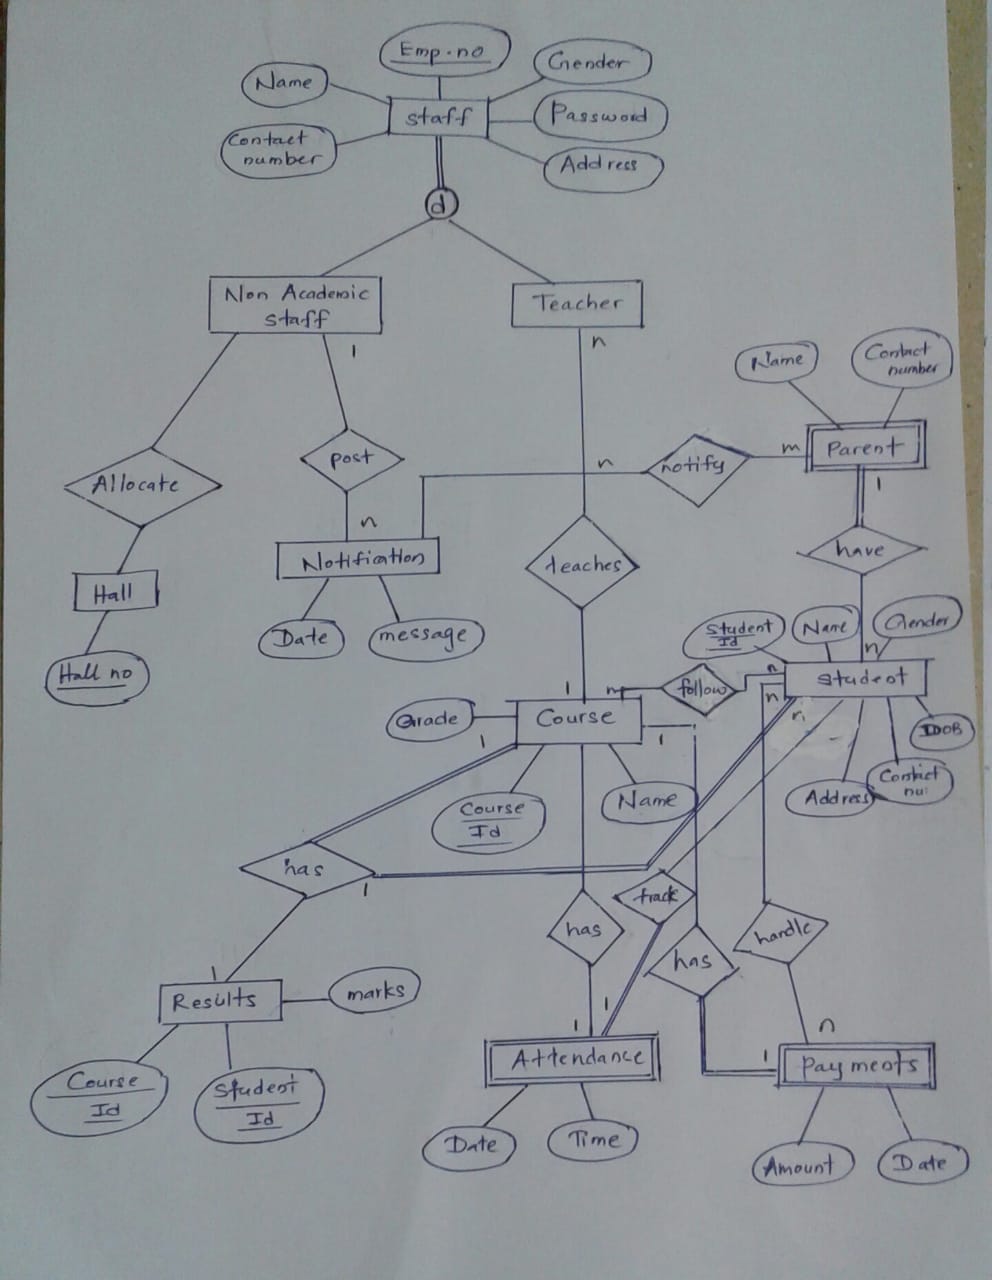 Emp.no
Name
Gender
staff
Password
Contact
number
Address
d
Non Academic
staff
Teacher
1
n
Name
Contact
number
Allocate
post
n
notify
m
Parent
1
n
Notification
teaches
have
Hall
Date
message
Student
Id
Name
Gender
n
Hall no
1
follow
n
student
Grade
Course
n
n
DOB
1
1
Course
Id
Name
Address
Contact
nu:
has
1
track
has
has
handle
1
Results
marks
1
1
n
1
Attendance
Payments
Course
Id
Student
Id
Date
Time
Amount
Date